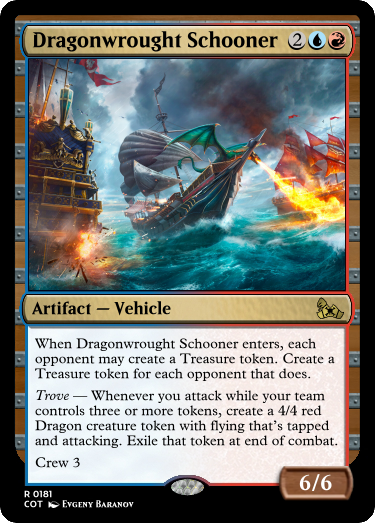 Dragonwrought Schooner 2
Artifact — Vehicle
When Dragonwrought Schooner enters, each
opponent may create a Treasure token. Create a
Treasure token for each opponent that does.
Trove — Whenever you attack while your team
controls three or more tokens, create a 4/4 red
Dragon creature token with flying that's tapped
and attacking. Exile that token at end of combat.
Crew 3
6/6
R 0181
COT Evgeny Baranov